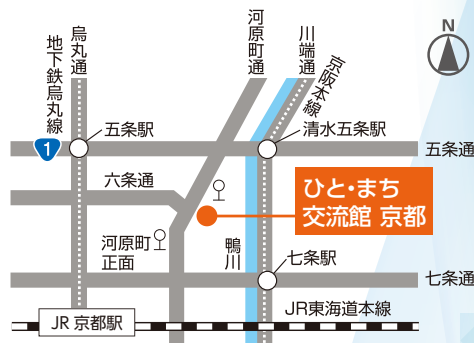 烏丸通
地下鉄烏丸線
河原町通
川端通
京阪本線
N
1
五条駅
清水五条駅
五条通
六条通
ひと・まち
交流館 京都
河原町
正面
鴨川
七条駅
七条通
JR東海道本線
JR 京都駅